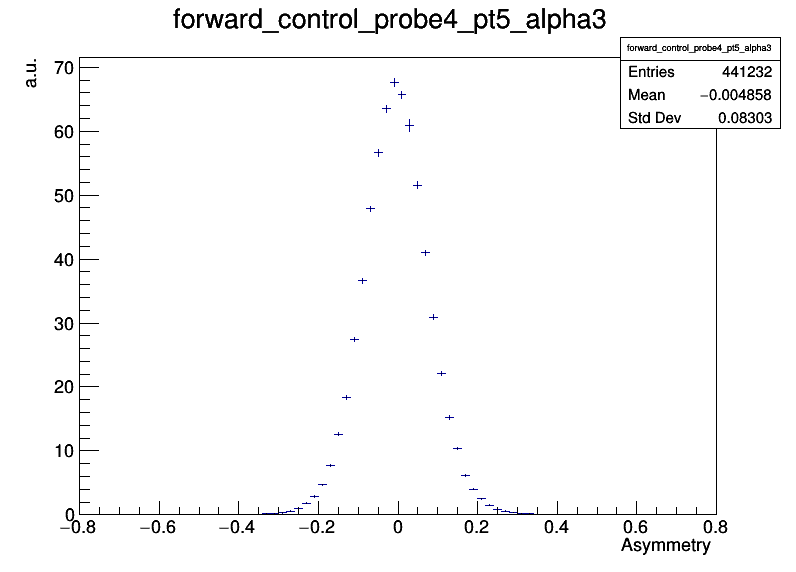 forward_control_probe4_pt5_alpha3
forward_control_probe4_pt5_alpha3
Entries 441232
Mean −0.004858
Std Dev 0.08303
a.u.
70
60
50
40
30
20
10
0
−0.8 −0.6 −0.4 −0.2 0 0.2 0.4 0.6 0.8
Asymmetry